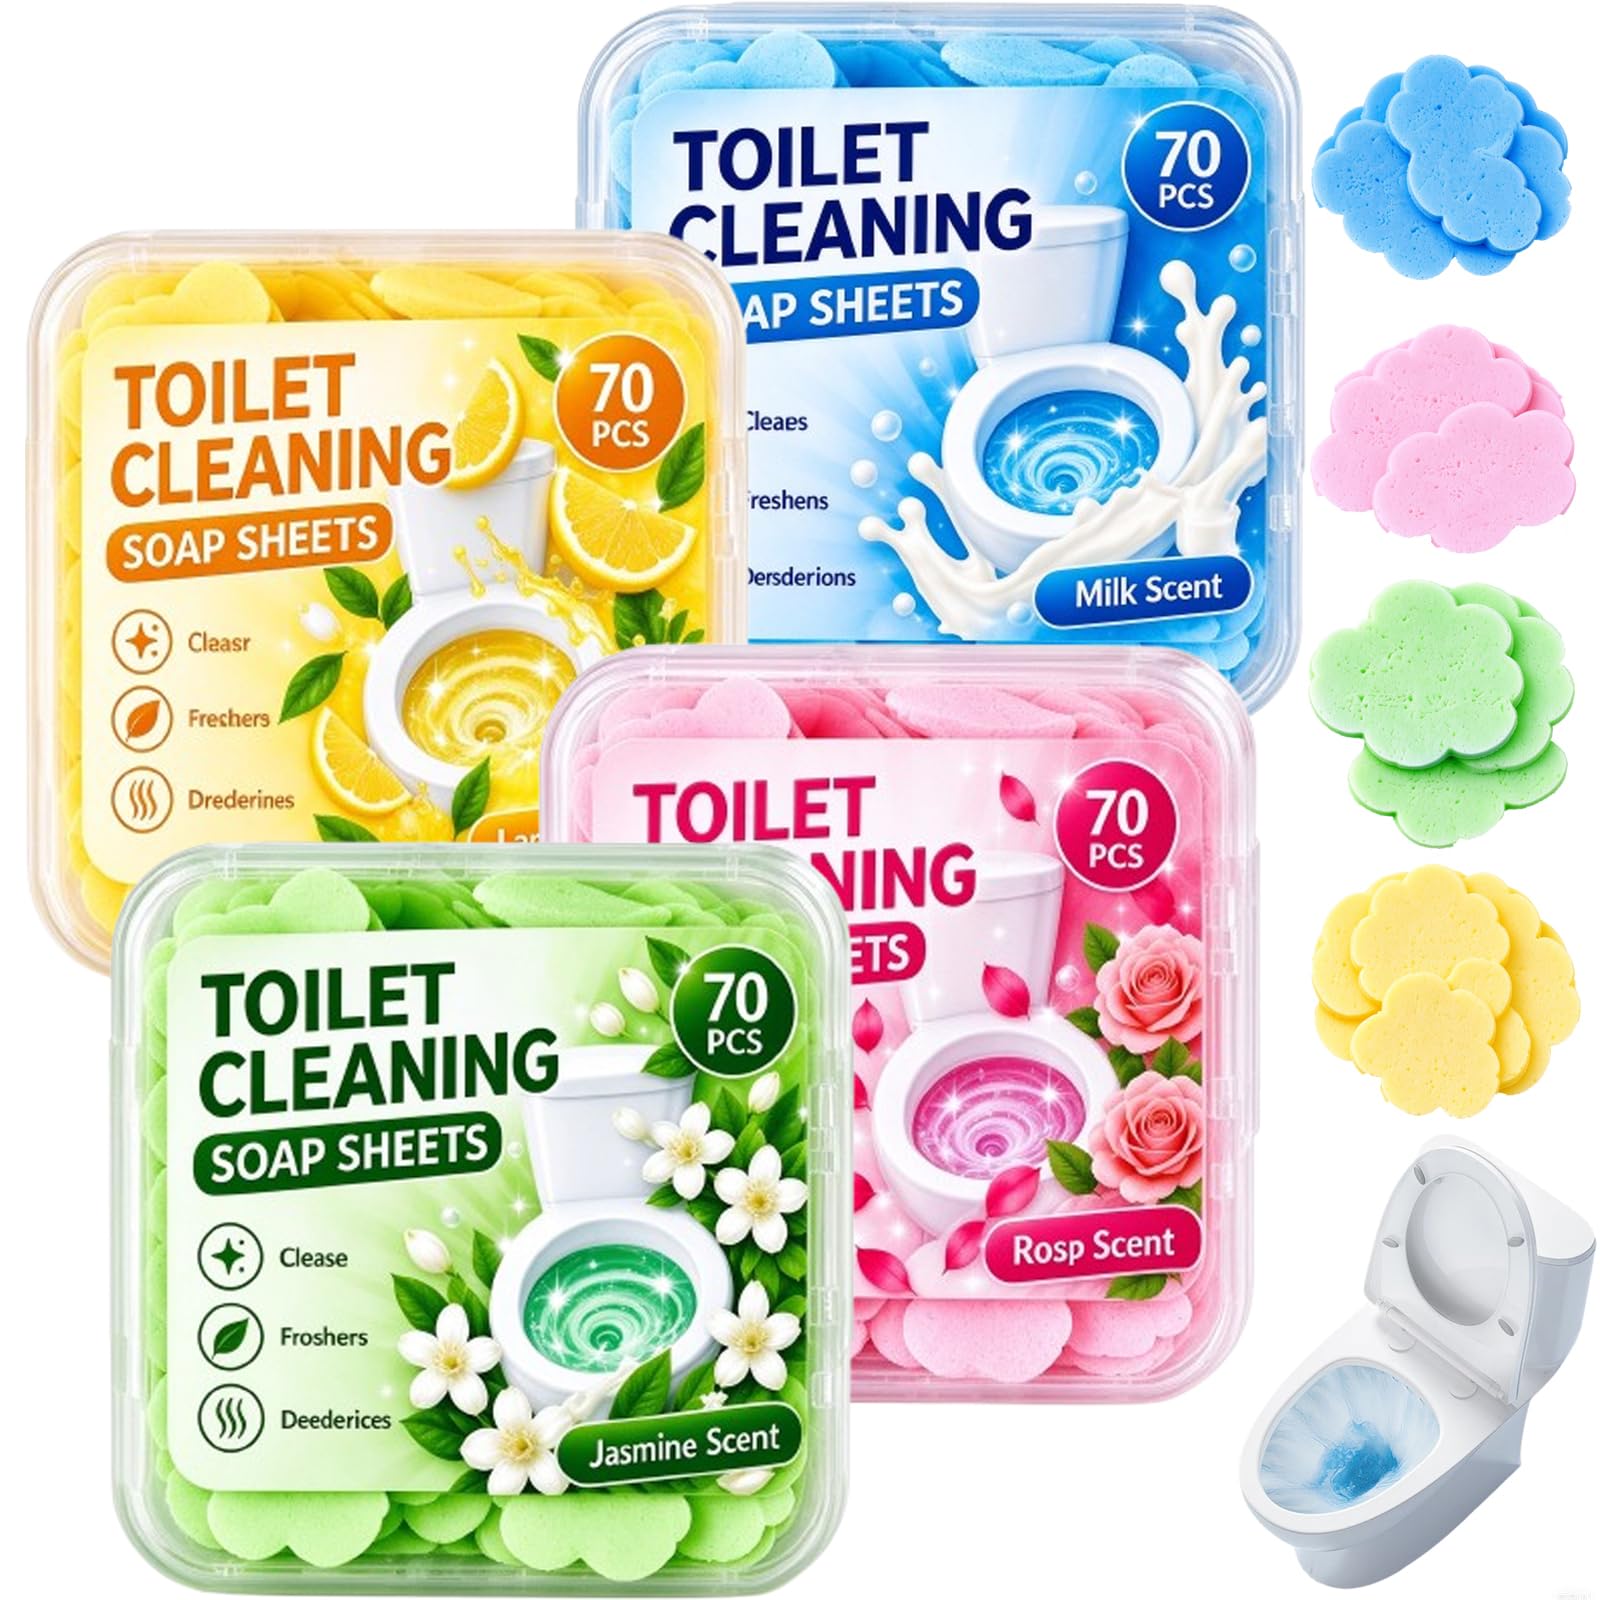 TOILET
CLEANING
AP SHEETS
70
PCS
Cleaes
reshens
Dersderions
Milk Scent
TOILET
CLEANING
SOAP SHEETS
70
PCS
Cleasr
Frechers
Drederines
TOILET
NING
ETS
70
PCS
Rosp Scent
TOILET
CLEANING
SOAP SHEETS
70
PCS
Clease
Froshers
Deederices
Jasmine Scent